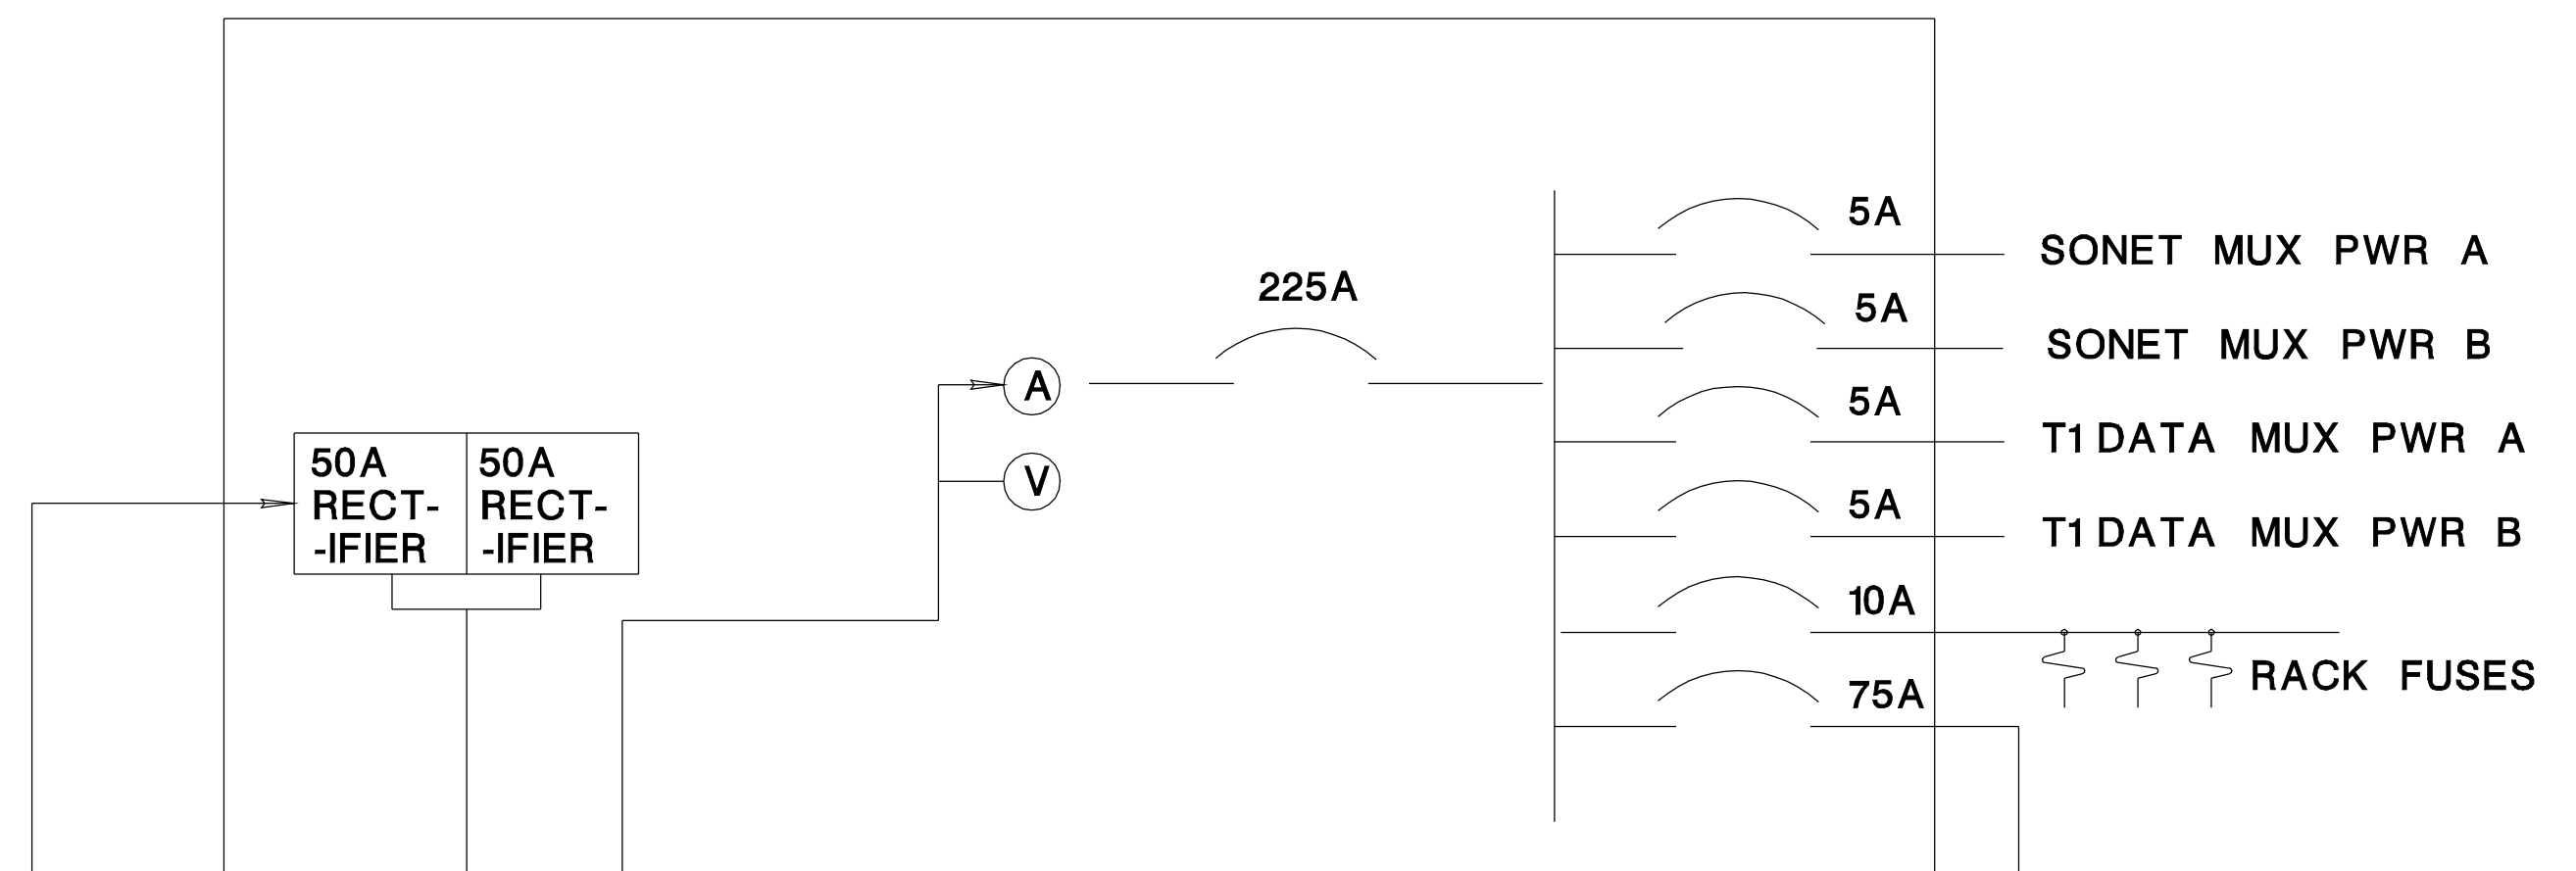 5A
SONET MUX PWR A
225A
5A
SONET MUX PWR B
A
5A
T1 DATA MUX PWR A
50A
RECT-
-IFIER
50A
RECT-
-IFIER
V
5A
T1 DATA MUX PWR B
10A
RACK FUSES
75A